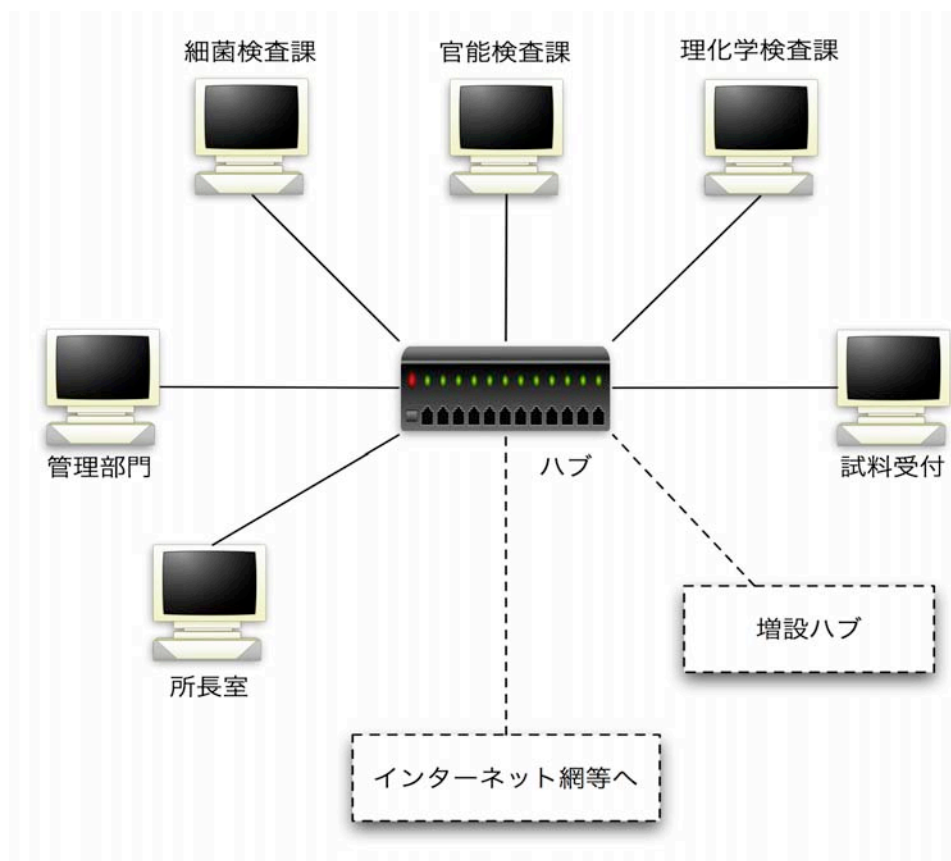 細菌検査課
官能検査課
理化学検査課
管理部門
ハブ
試料受付
増設ハブ
所長室
インターネット網等へ